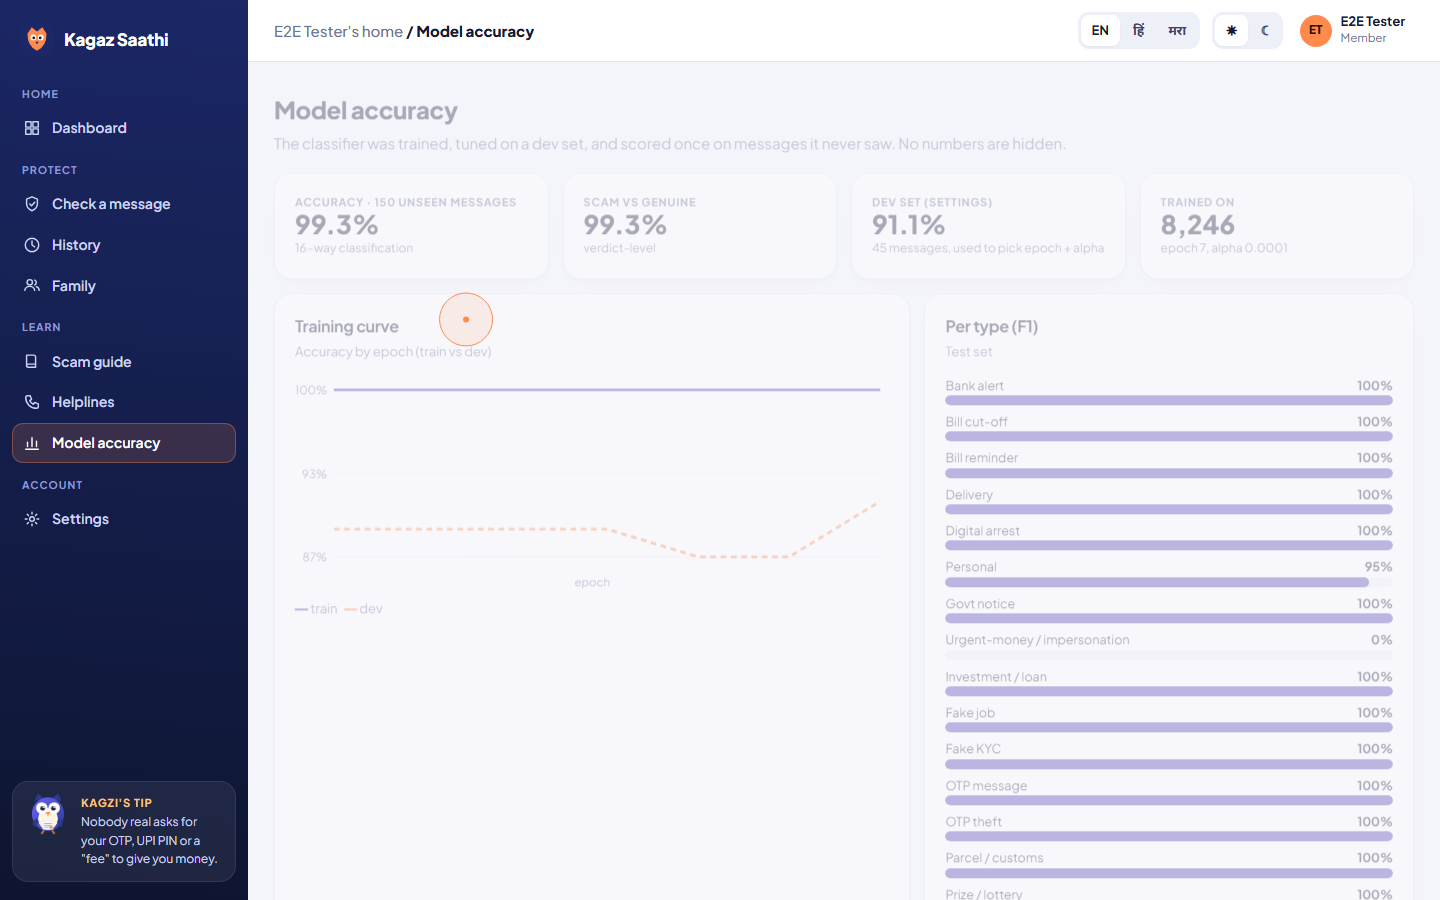 Kagaz Saathi
HOME
Dashboard
PROTECT
Check a message
History
Family
LEARN
Scam guide
Helplines
Model accuracy
ACCOUNT
Settings
KAGZI'S TIP
Nobody real asks for
your OTP, UPI PIN or a
"fee" to give you money.
E2E Tester's home / Model accuracy
EN हिं मरा
ET
E2E Tester
Member
Model accuracy
The classifier was trained, tuned on a dev set, and scored once on messages it never saw. No numbers are hidden.
ACCURACY · 150 UNSEEN MESSAGES
99.3%
16-way classification
SCAM VS GENUINE
99.3%
verdict-level
DEV SET (SETTINGS)
91.1%
45 messages, used to pick epoch + alpha
TRAINED ON
8,246
epoch 7, alpha 0.0001
Training curve
Accuracy by epoch (train vs dev)
100%
93%
87%
epoch
train dev
Per type (F1)
Test set
Bank alert 100%
Bill cut-off 100%
Bill reminder 100%
Delivery 100%
Digital arrest 100%
Personal 95%
Govt notice 100%
Urgent-money / impersonation 0%
Investment / loan 100%
Fake job 100%
Fake KYC 100%
OTP message 100%
OTP theft 100%
Parcel / customs 100%
Prize / lottery 100%